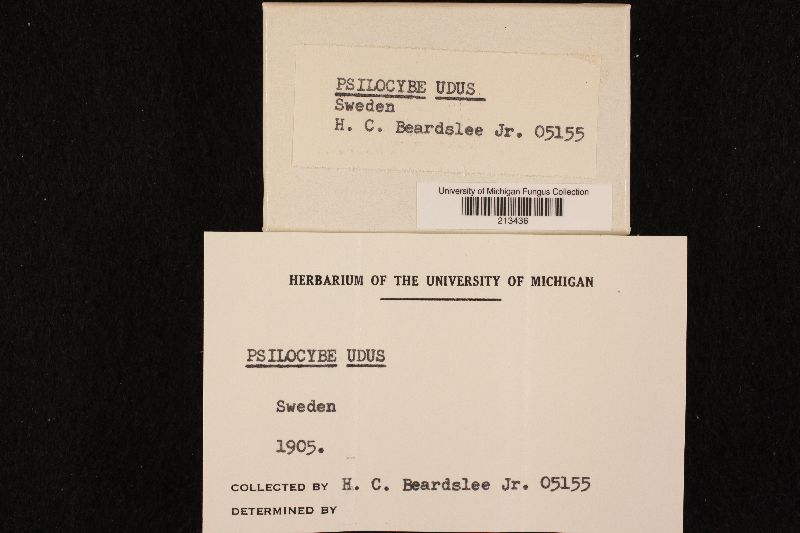 PSILOCYBE UDUS
Sweden
H. C. Beardslee Jr. 05155
University of Michigan Fungus Collection
213436
HERBARIUM OF THE UNIVERSITY OF MICHIGAN
PSILOCYBE UDUS
Sweden
1905.
COLLECTED BY H. C. Beardslee Jr. 05155
DETERMINED BY